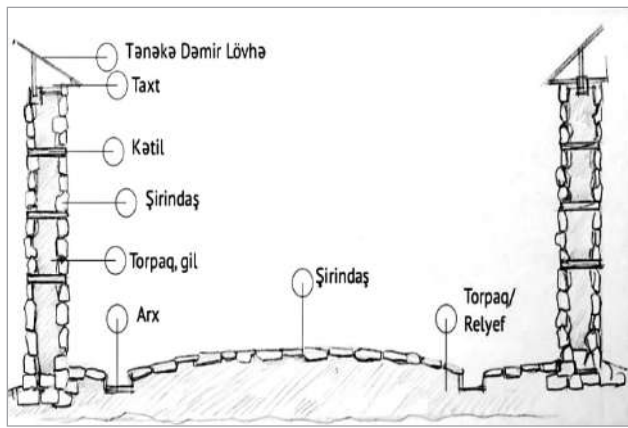 Tənəkə Dəmir Lövhə
Taxt
Kətil
Şirindaş
Torpaq, gil
Arx
Şirindaş
Torpaq/
Relyef